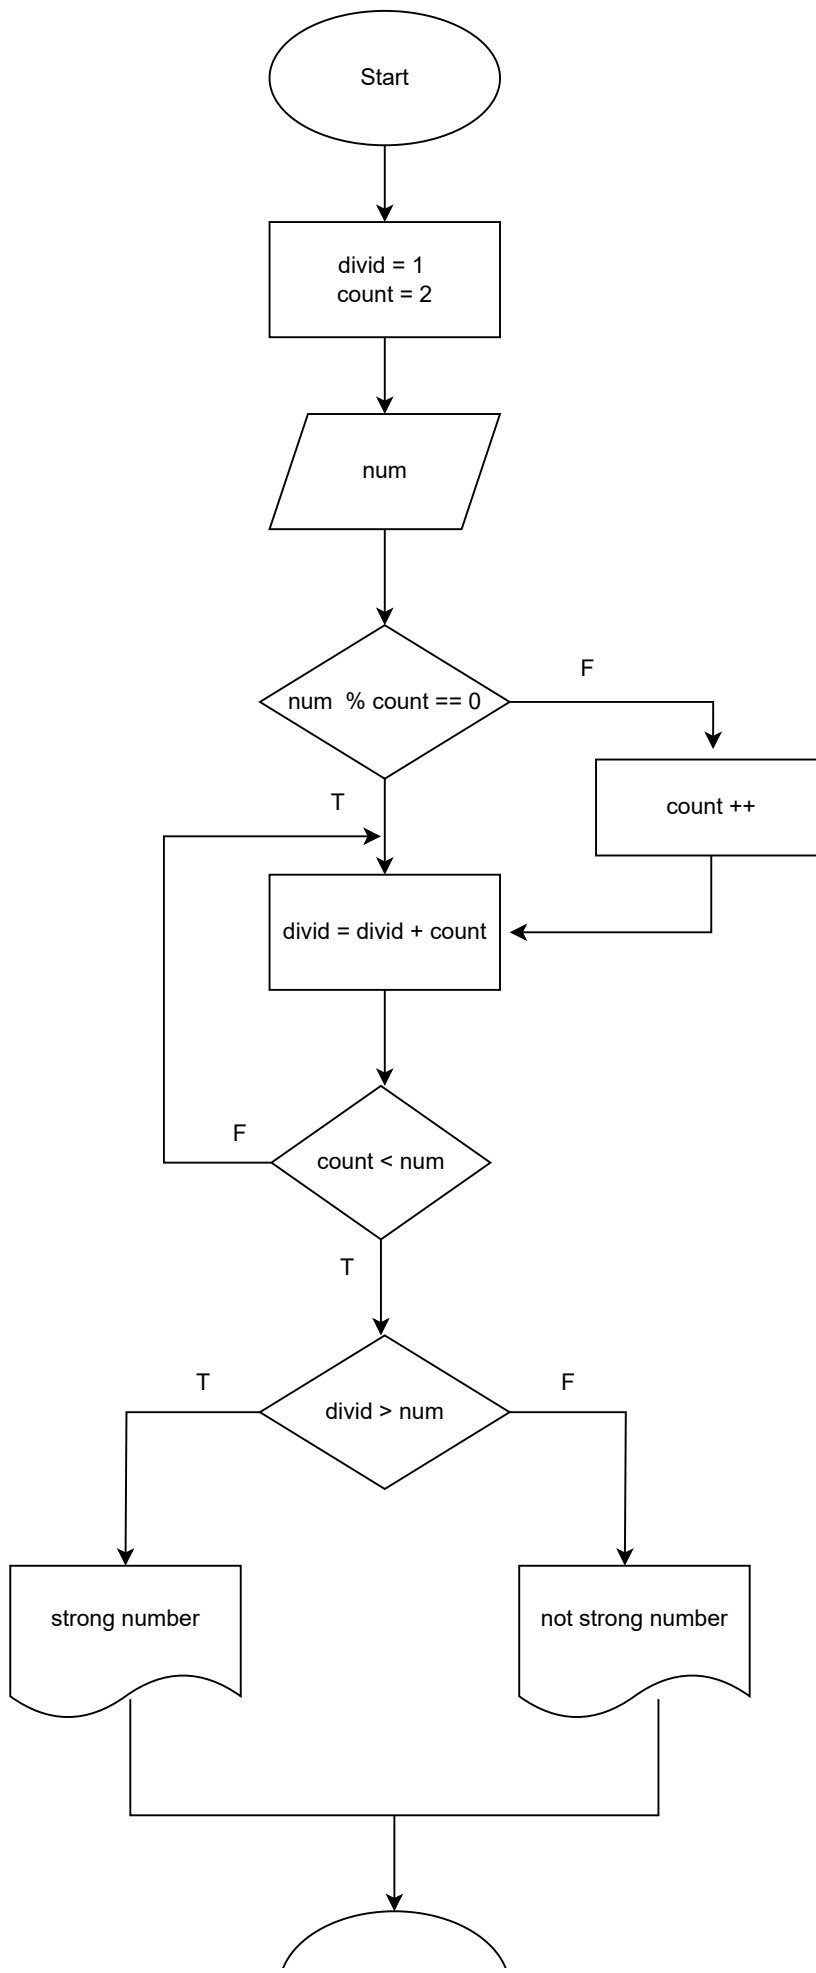 Start
divid = 1
count = 2
num
F
num % count == 0
T
count ++
divid = divid + count
F
count < num
T
T
F
divid > num
strong number
not strong number